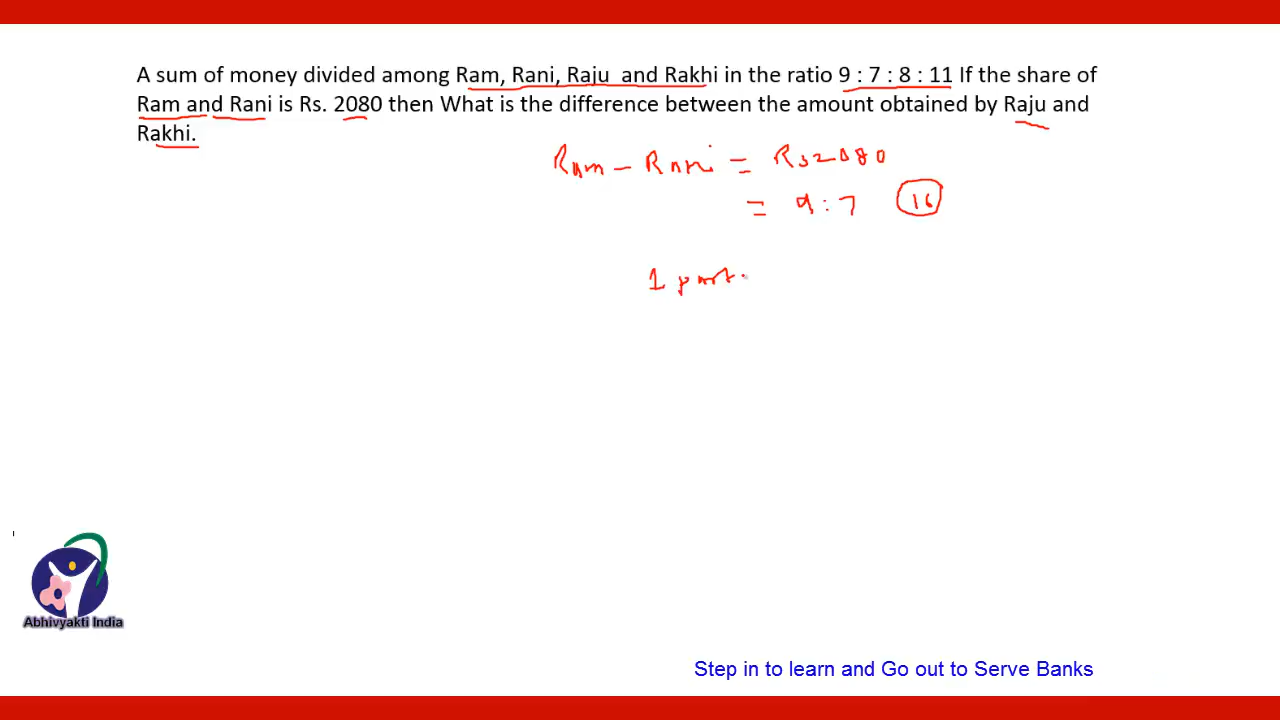 A sum of money divided among Ram, Rani, Raju and Rakhi in the ratio 9 : 7 : 8 : 11 If the share of
Ram and Rani is Rs. 2080 then What is the difference between the amount obtained by Raju and
Rakhi.
Ram - Rani = Rs2080
= 9:7 16
1 part
Abhivyakti India
Step in to learn and Go out to Serve Banks